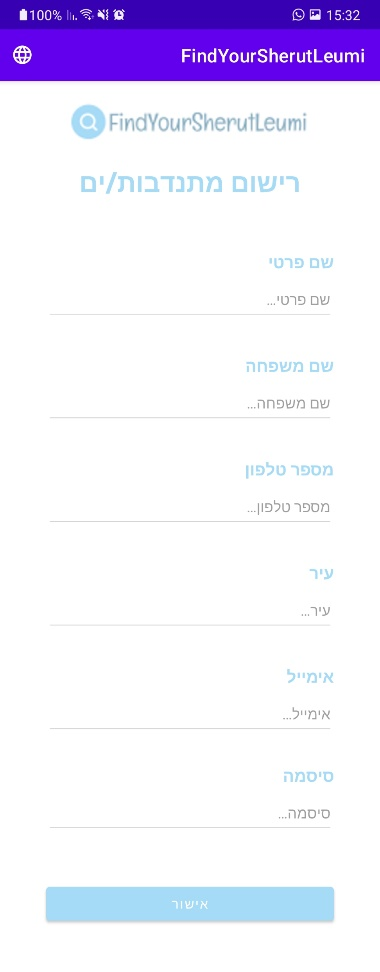 100% 15:32
FindYourSherutLeumi
FindYourSherutLeumi
רישום מתנדבות/ים
שם פרטי
שם פרטי...
שם משפחה
שם משפחה...
מספר טלפון
מספר טלפון...
עיר
עיר...
אימייל
אימייל...
סיסמה
סיסמה...
אישור